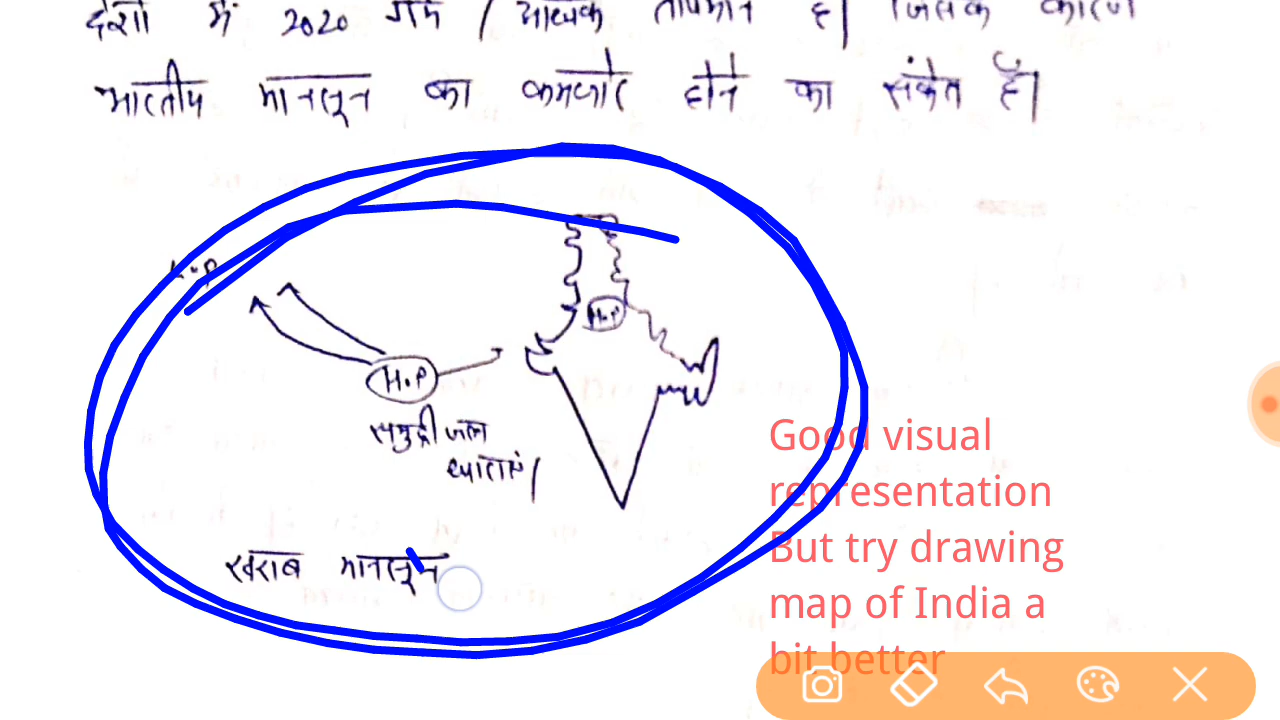 देशों में 2020 गर्म / अधिक तापमान है। जिसके कारण
भारतीय मानसून का कमजोर होने का संकेत हैं।
H.P
H.P
समुद्री जल
धाराएं।
खराब मानसून
Good visual
representation
But try drawing
map of India a
bit better